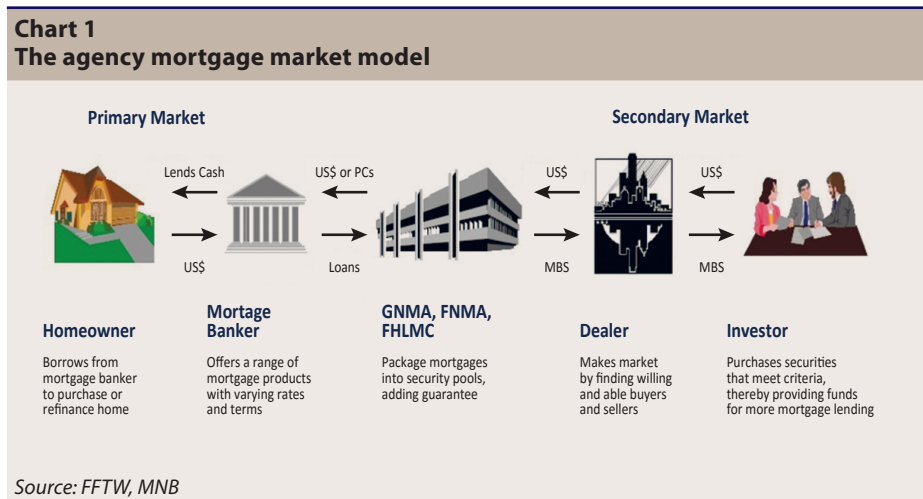 Chart 1
The agency mortgage market model
Primary Market
Secondary Market
Lends Cash
US$ or PCs
US$
US$
US$
Loans
MBS
MBS
Homeowner
Borrows from
mortgage banker
to purchase or
refinance home
Mortage
Banker
Offers a range of
mortgage products
with varying rates
and terms
GNMA, FNMA,
FHLMC
Package mortgages
into security pools,
adding guarantee
Dealer
Makes market
by finding willing
and able buyers
and sellers
Investor
Purchases securities
that meet criteria,
thereby providing funds
for more mortgage lending
Source: FFTW, MNB